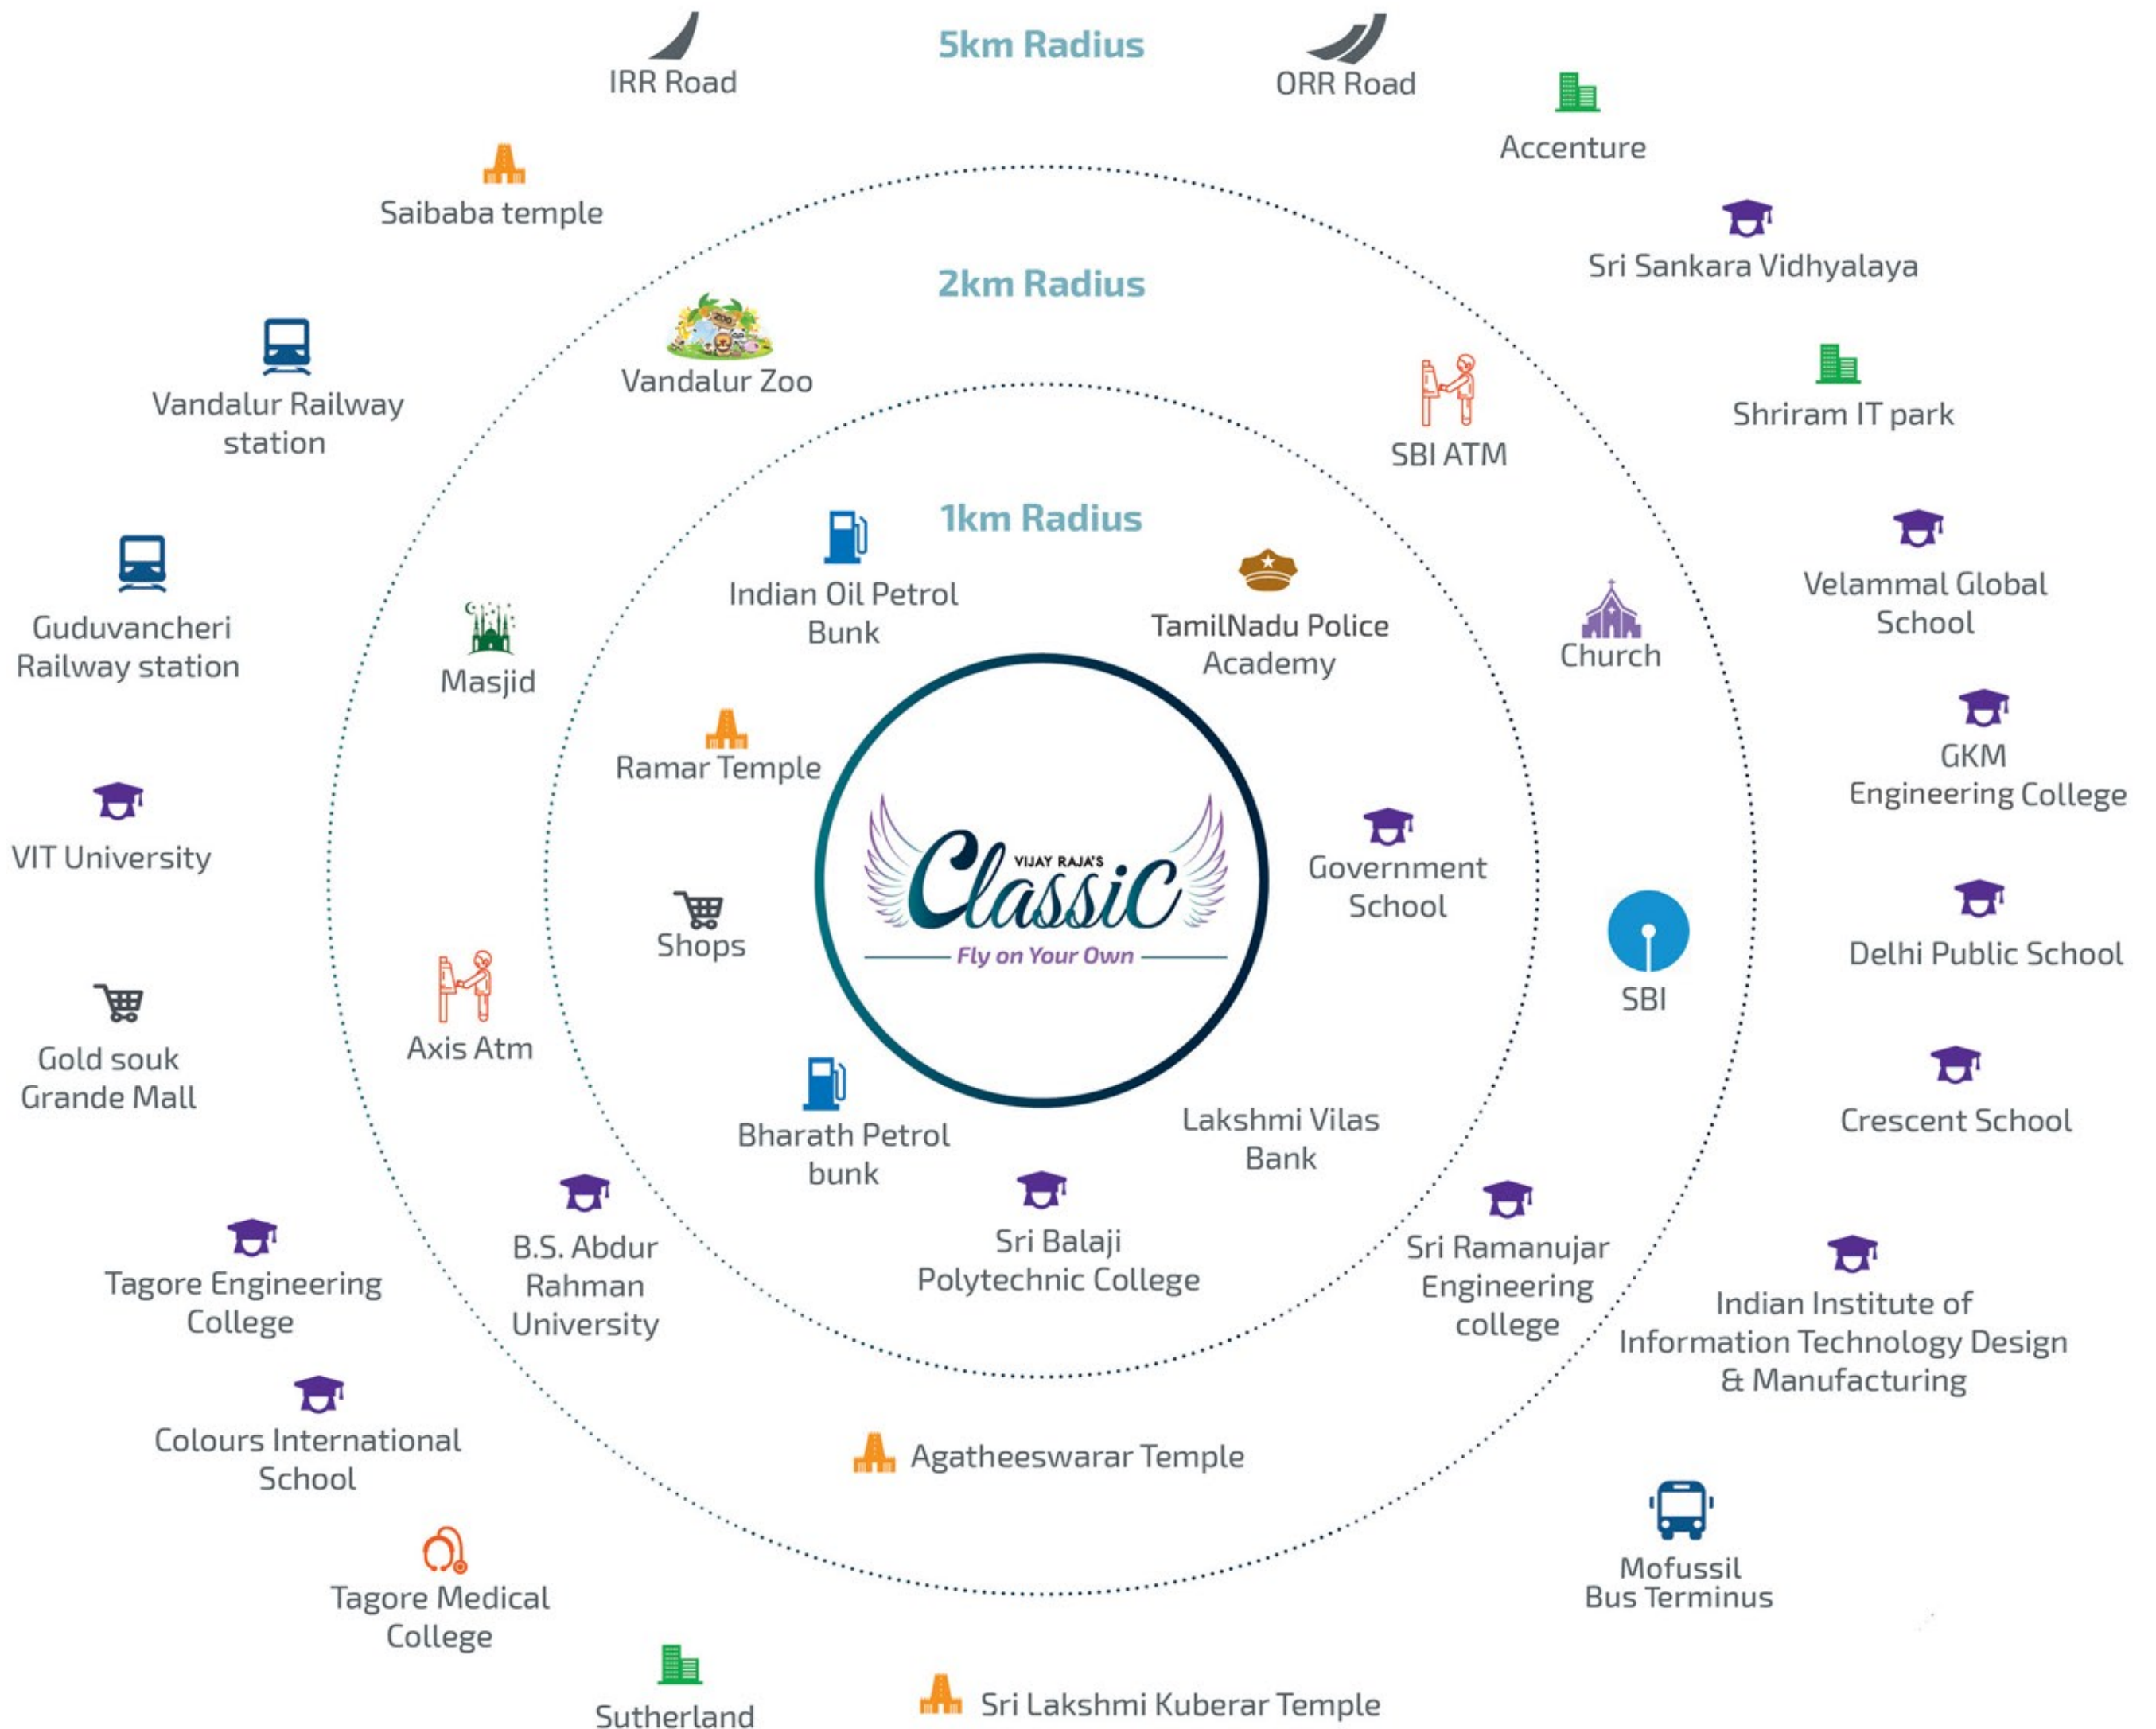 IRR Road
5km Radius
ORR Road
Accenture
Saibaba temple
Sri Sankara Vidhyalaya
2km Radius
ZOO
Vandalur Zoo
Vandalur Railway
station
SBI ATM
Shriram IT park
1km Radius
Indian Oil Petrol
Bunk
TamilNadu Police
Academy
Velammal Global
School
Guduvancheri
Railway station
Masjid
Church
Ramar Temple
GKM
Engineering College
VIT University
VIJAY RAJA'S
Classic
Fly on Your Own
Government
School
Shops
Delhi Public School
SBI
Gold souk
Grande Mall
Axis Atm
Bharath Petrol
bunk
Lakshmi Vilas
Bank
Crescent School
Sri Balaji
Polytechnic College
B.S. Abdur
Rahman
University
Sri Ramanujar
Engineering
college
Tagore Engineering
College
Indian Institute of
Information Technology Design
& Manufacturing
Colours International
School
Agatheeswarar Temple
Mofussil
Bus Terminus
Tagore Medical
College
Sutherland
Sri Lakshmi Kuberar Temple